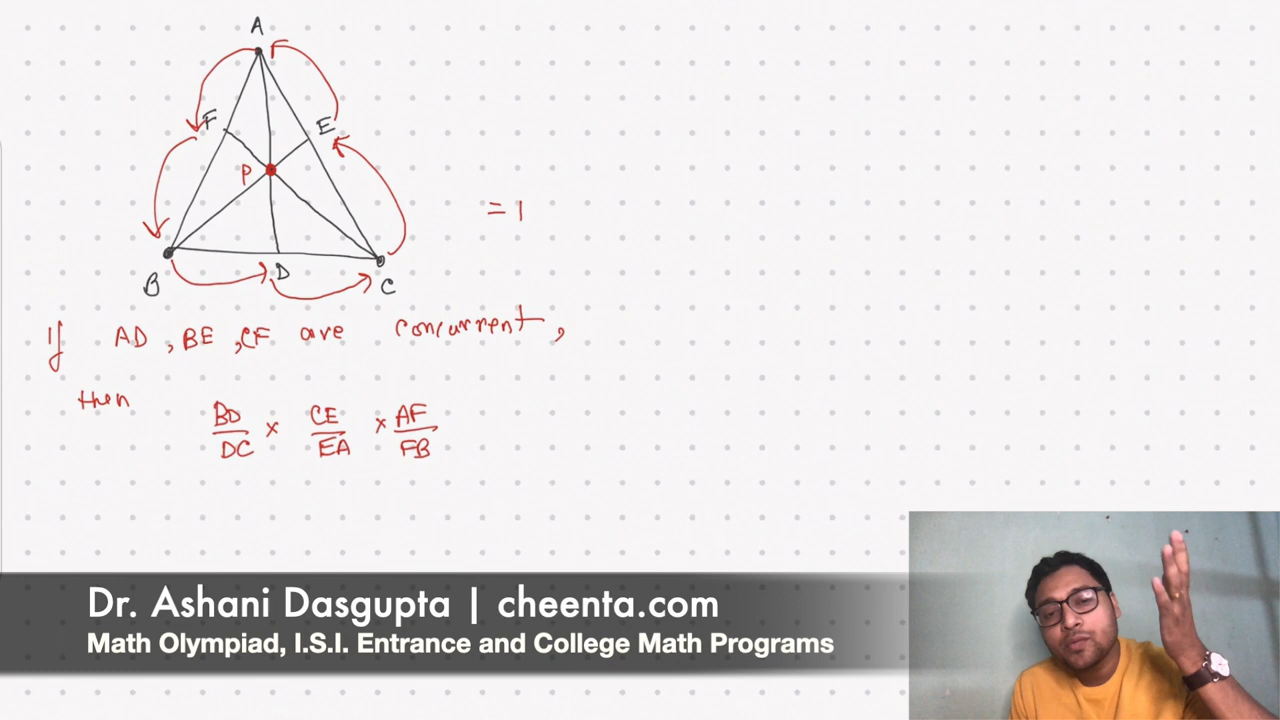 A
F
E
P
= 1
B
D
C
If AD, BE, CF are concurrent,
then BD/DC × CE/EA × AF/FB
Dr. Ashani Dasgupta | cheenta.com
Math Olympiad, I.S.I. Entrance and College Math Programs